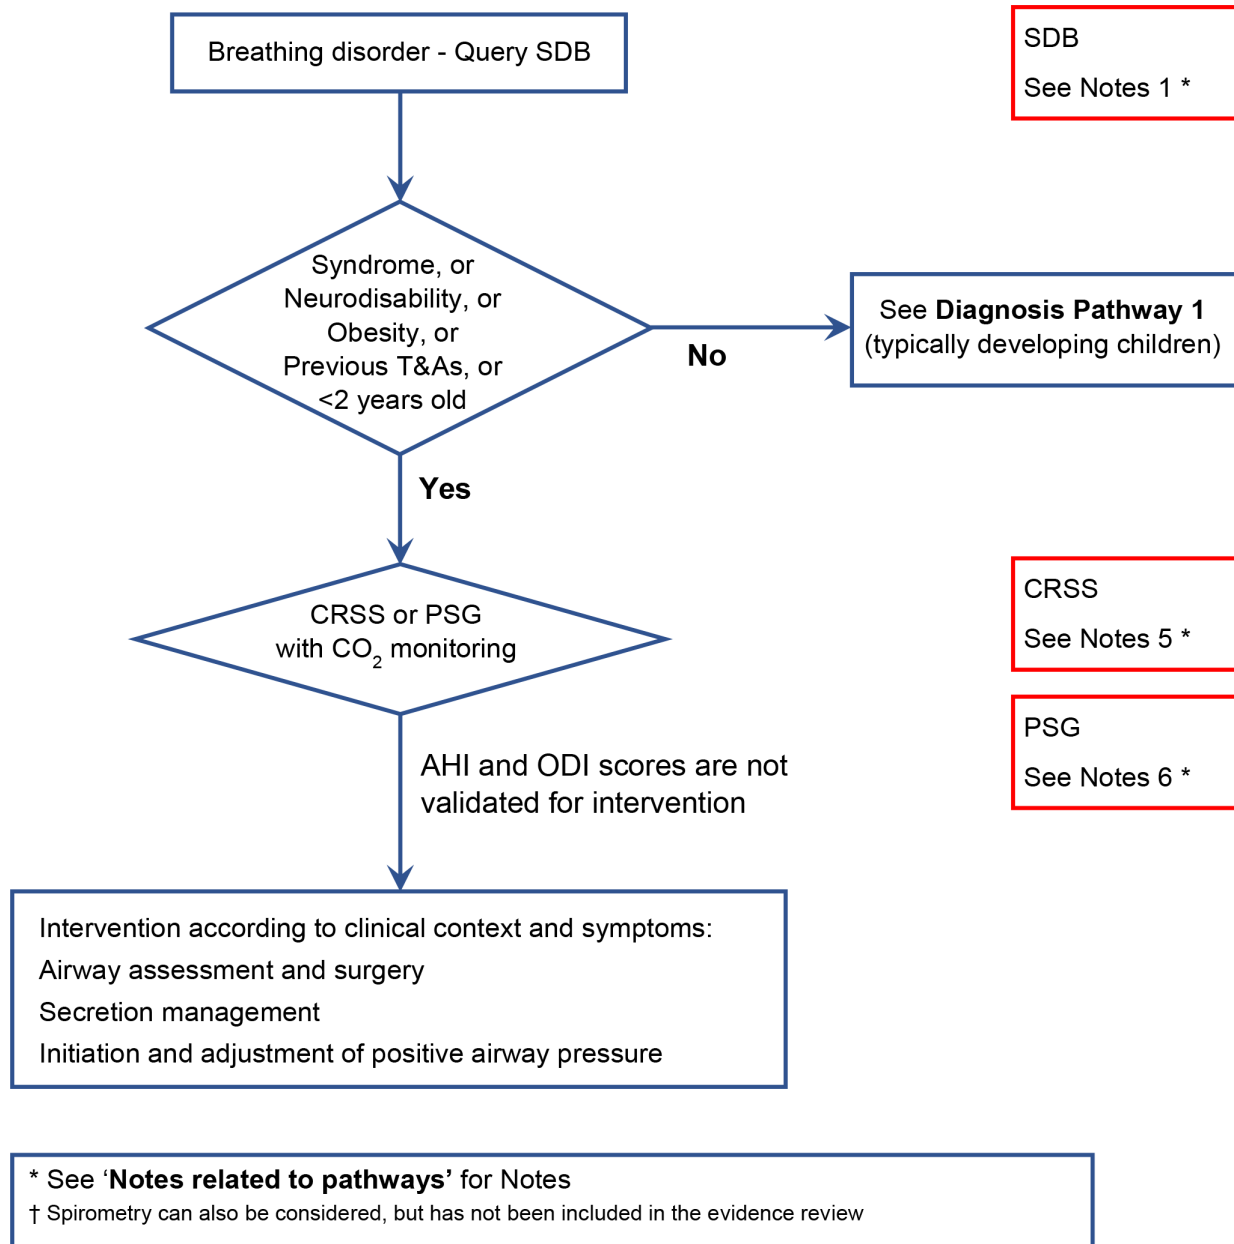 Breathing disorder - Query SDB
SDB
See Notes 1 *
Syndrome, or
Neurodisability, or
Obesity, or
Previous T&As, or
<2 years old
No
See Diagnosis Pathway 1
(typically developing children)
Yes
CRSS or PSG
with CO₂ monitoring
CRSS
See Notes 5 *
PSG
See Notes 6 *
AHI and ODI scores are not
validated for intervention
Intervention according to clinical context and symptoms:
Airway assessment and surgery
Secretion management
Initiation and adjustment of positive airway pressure
* See ‘Notes related to pathways’ for Notes
† Spirometry can also be considered, but has not been included in the evidence review